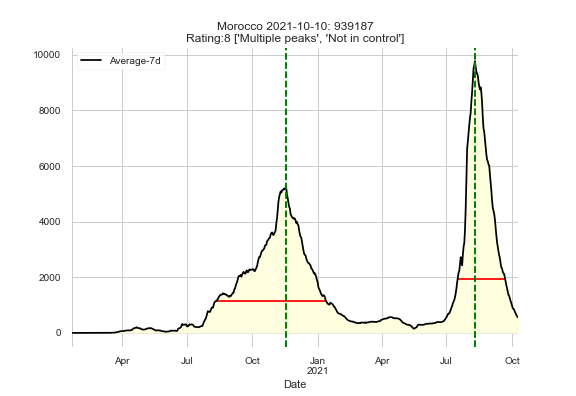 Morocco 2021-10-10: 939187
Rating:8 ['Multiple peaks', 'Not in control']
Average-7d
10000
8000
6000
4000
2000
0
Apr
Jul
Oct
Jan
2021
Apr
Jul
Oct
Date